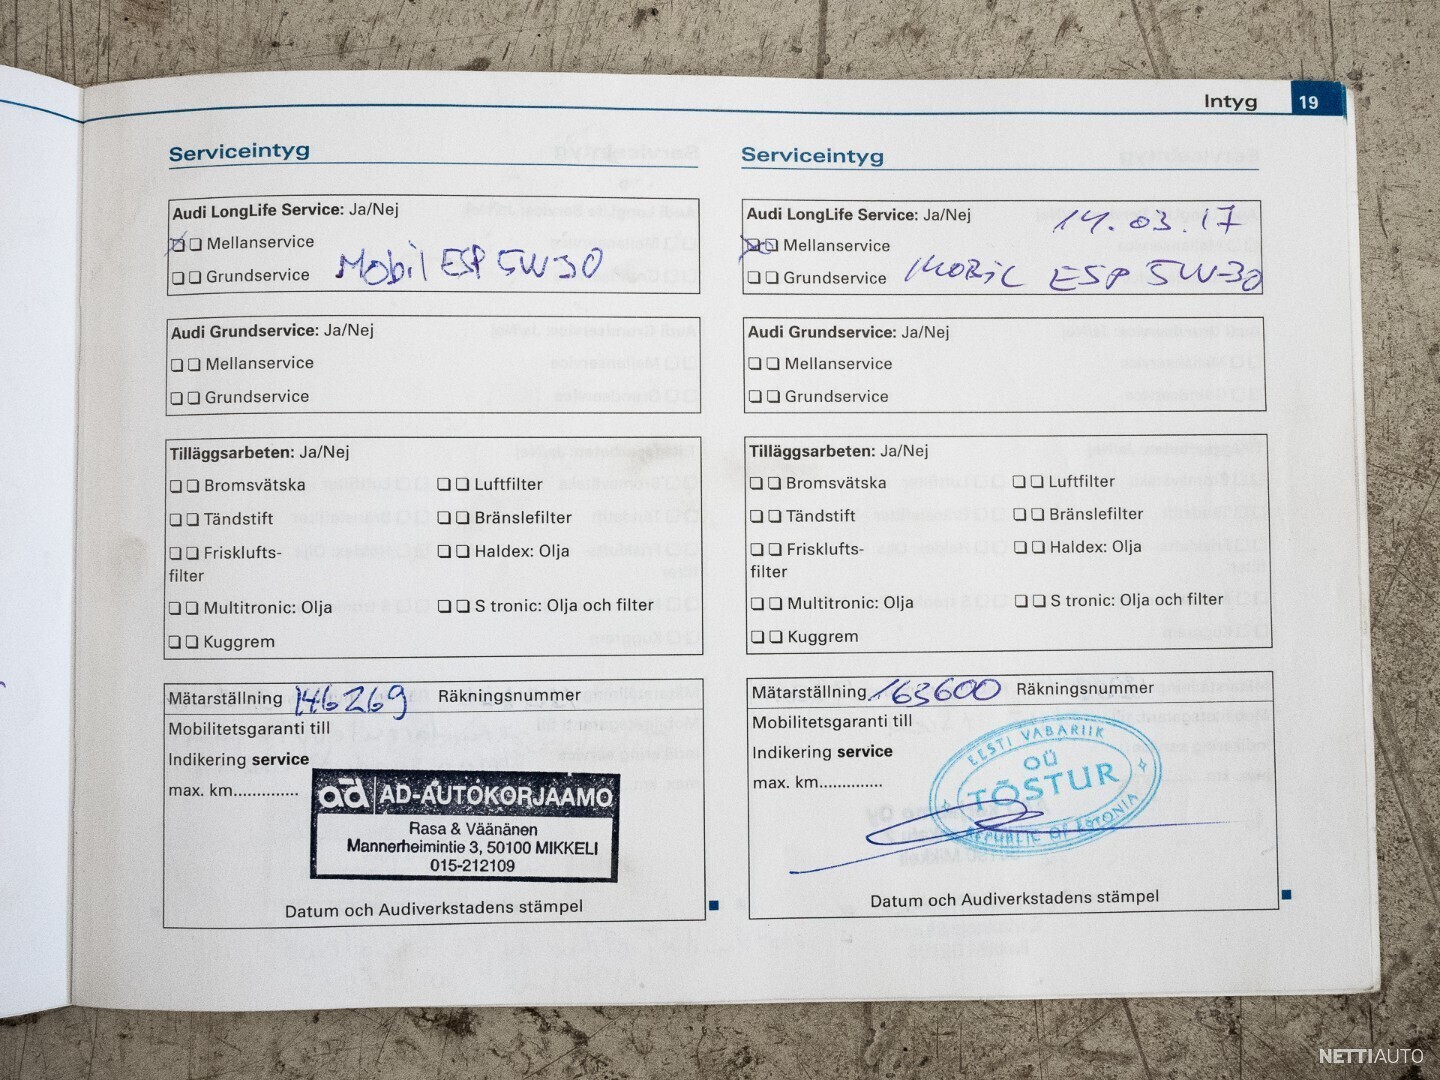 Intyg 19
Serviceintyg
Audi LongLife Service: Ja/Nej
Mellanservice
Grundservice
Mobil ESP 5W30
Audi Grundservice: Ja/Nej
Mellanservice
Grundservice
Tilläggsarbeten: Ja/Nej
Bromsvätska Luftfilter
Tändstift Bränslefilter
Frisklufts- Haldex: Olja
filter
Multitronic: Olja S tronic: Olja och filter
Kuggrem
Mätarställning 146269 Räkningsnummer
Mobilitetsgaranti till
Indikering service
max. km.............
ad AD-AUTOKORJAAMO
Rasa & Väänänen
Mannerheimintie 3, 50100 MIKKELI
015-212109
Datum och Audiverkstadens stämpel
Serviceintyg
Audi LongLife Service: Ja/Nej
14.03.17
Mellanservice
Grundservice
MOBIL ESP 5W-30
Audi Grundservice: Ja/Nej
Mellanservice
Grundservice
Tilläggsarbeten: Ja/Nej
Bromsvätska Luftfilter
Tändstift Bränslefilter
Frisklufts- Haldex: Olja
filter
Multitronic: Olja S tronic: Olja och filter
Kuggrem
Mätarställning 163600 Räkningsnummer
Mobilitetsgaranti till
Indikering service
max. km.............
EESTI VABARIIK
OÜ
TÕSTUR
REPUBLIC OF ESTONIA
Datum och Audiverkstadens stämpel
NETTIAUTO